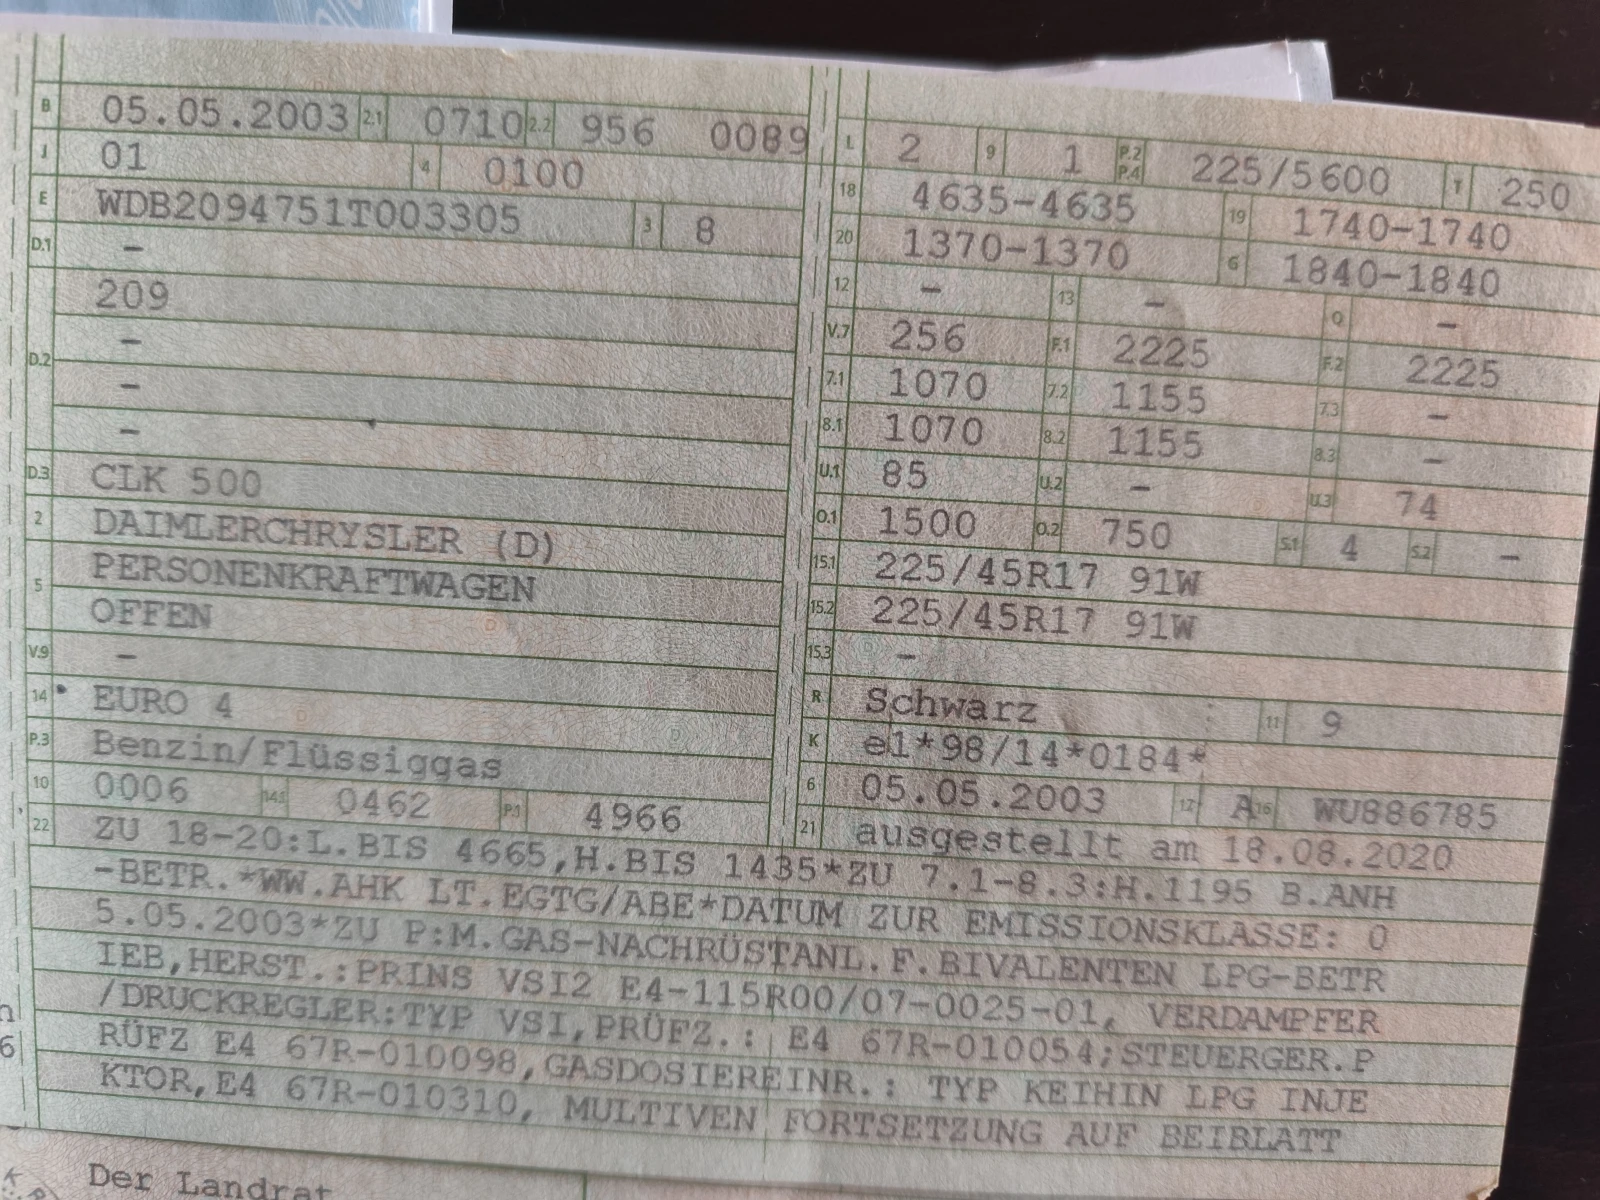 B 05.05.2003 2.1 0710 2.2 956 0089
J 01 4 0100
E WDB2094751T003305 3 8
D.1 -
209
D.2 -
-
-
D.3 CLK 500
2 DAIMLERCHRYSLER (D)
5 PERSONENKRAFTWAGEN
OFFEN
V.9 -
14 EURO 4
P.3 Benzin/Flüssiggas
10 0006 14.1 0462 P.1 4966
L 2 9 1 P.2 P.4 225/5600 T 250
18 4635-4635 19 1740-1740
20 1370-1370 G 1840-1840
12 - 13 - Q -
V.7 256 F.1 2225 F.2 2225
7.1 1070 7.2 1155 7.3 -
8.1 1070 8.2 1155 8.3 -
U.1 85 U.2 - U.3 74
O.1 1500 O.2 750 S.1 4 S.2 -
15.1 225/45R17 91W
15.2 225/45R17 91W
15.3 -
R Schwarz 11 9
K e1*98/14*0184*
6 05.05.2003 17 A 16 WU886785
21 ausgestellt am 18.08.2020
22 ZU 18-20:L.BIS 4665,H.BIS 1435*ZU 7.1-8.3:H.1195 B.ANH
-BETR.*WW.AHK LT.EGTG/ABE*DATUM ZUR EMISSIONSKLASSE: 0
5.05.2003*ZU P:M.GAS-NACHRÜSTANL.F.BIVALENTEN LPG-BETR
IEB,HERST.:PRINS VSI2 E4-115R00/07-0025-01, VERDAMPFER
/DRUCKREGLER:TYP VSI,PRÜFZ.: E4 67R-010054;STEUERGER.P
RÜFZ E4 67R-010098,GASDOSIEREINR.: TYP KEIHIN LPG INJE
KTOR,E4 67R-010310, MULTIVEN FORTSETZUNG AUF BEIBLATT
Der Landrat